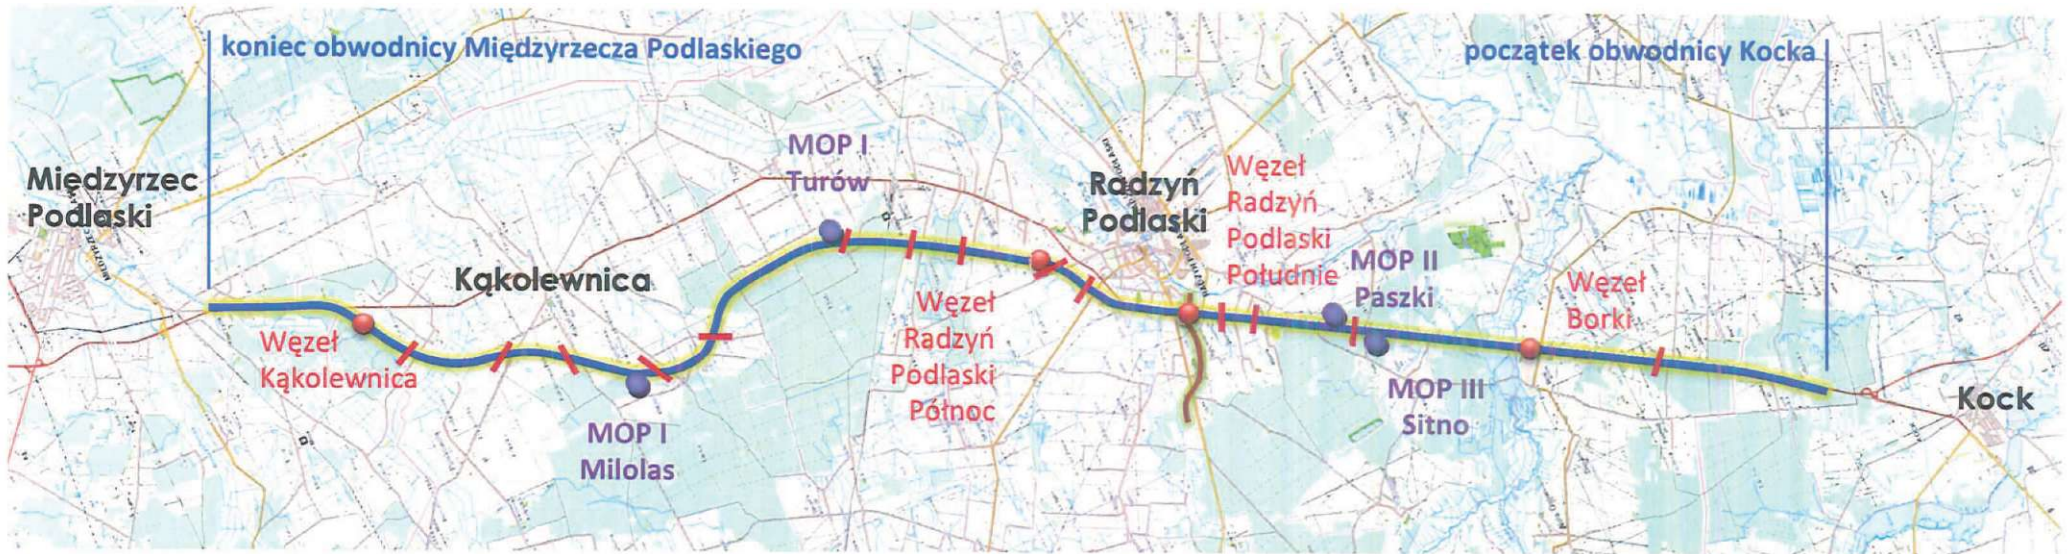 koniec obwodnicy Międzyrzecza Podlaskiego
początek obwodnicy Kocka
Międzyrzec
Podlaski
Węzeł
Kąkolewnica
Kąkolewnica
MOP I
Milolas
MOP I
Turów
Węzeł
Radzyń
Pódlaski
Północ
Radzyń
Podlaski
Węzeł
Radzyń
Podlaski
Południe
MOP II
Paszki
MOP III
Sitno
Węzeł
Borki
Kock